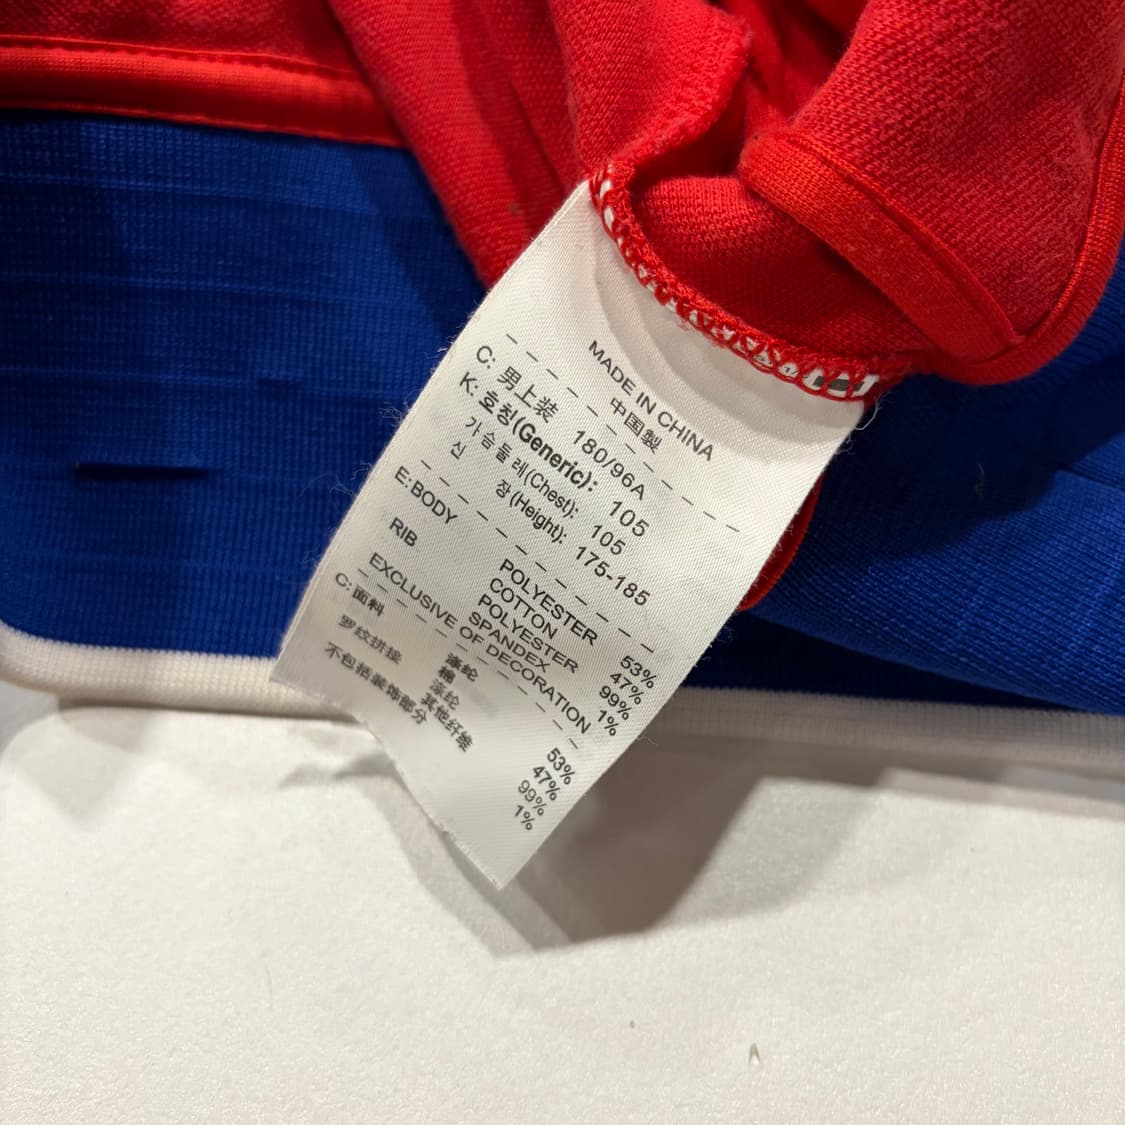 MADE IN CHINA
中国製
C: 男上装 180/96A
K: 호칭(Generic): 105
가슴둘레(Chest): 105
신 장(Height): 175-185
E:BODY POLYESTER 53%
COTTON 47%
RIB POLYESTER 99%
SPANDEX 1%
EXCLUSIVE OF DECORATION
C:面料 涤纶 53%
棉 47%
罗纹拼接 涤纶 99%
其他纤维 1%
不包括装饰部分